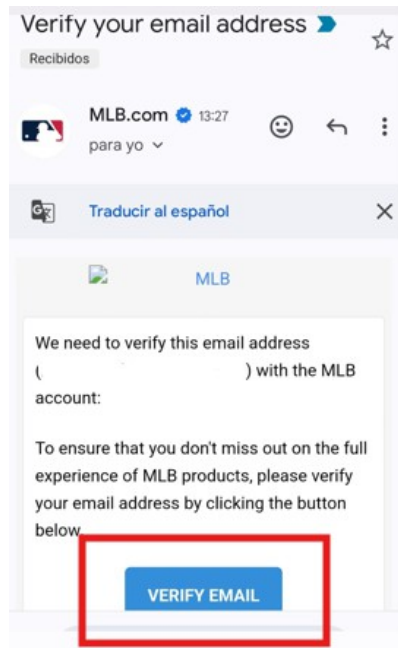 Verify your email address
Recibidos
MLB.com 13:27
para yo
Traducir al español
MLB
We need to verify this email address
( ) with the MLB
account:
To ensure that you don't miss out on the full
experience of MLB products, please verify
your email address by clicking the button
below
VERIFY EMAIL